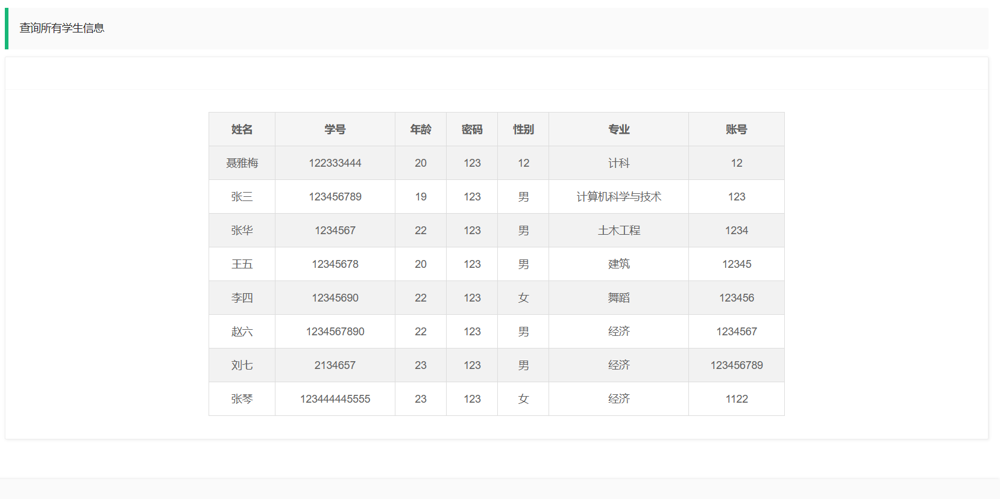 查询所有学生信息
姓名 学号 年龄 密码 性别 专业 账号
聂雅梅 122333444 20 123 12 计科 12
张三 123456789 19 123 男 计算机科学与技术 123
张华 1234567 22 123 男 土木工程 1234
王五 12345678 20 123 男 建筑 12345
李四 12345690 22 123 女 舞蹈 123456
赵六 1234567890 22 123 男 经济 1234567
刘七 2134657 23 123 男 经济 123456789
张琴 123444445555 23 123 女 经济 1122